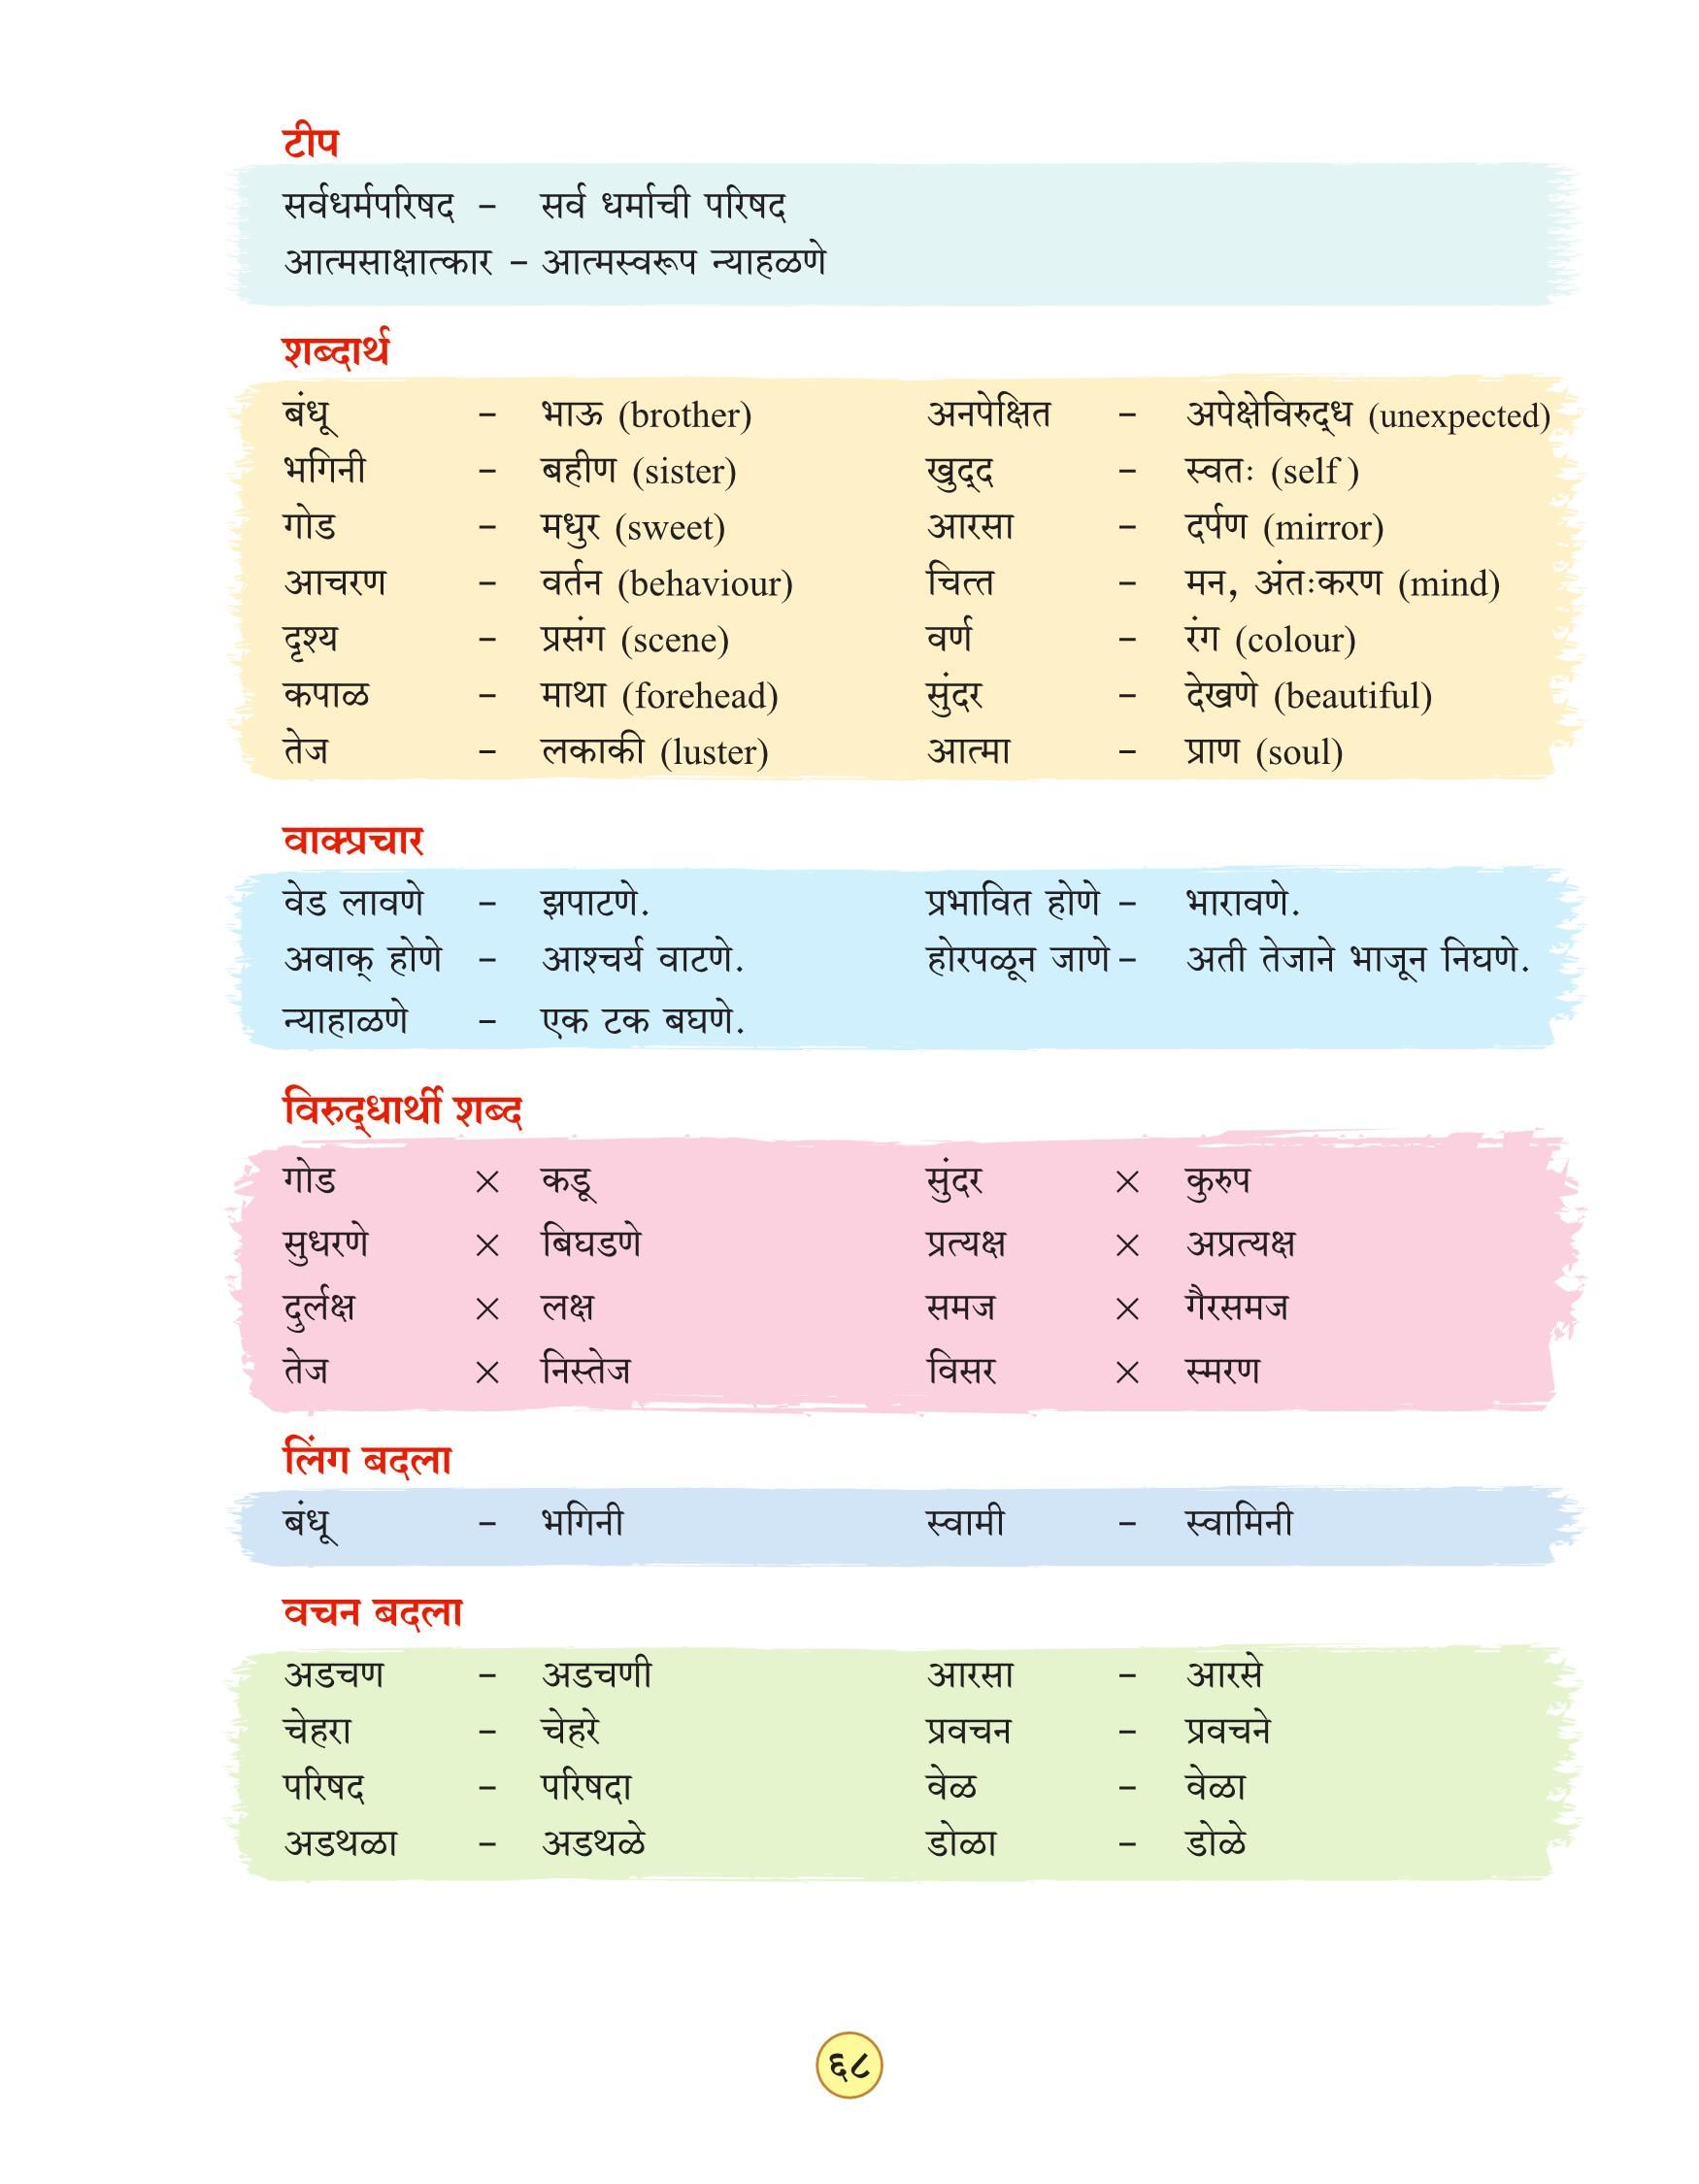 टीप
सर्वधर्मपरिषद – सर्व धर्माची परिषद
आत्मसाक्षात्कार – आत्मस्वरूप न्याहळणे
शब्दार्थ
बंधू – भाऊ (brother) अनपेक्षित – अपेक्षेविरुद्ध (unexpected)
भगिनी – बहीण (sister) खुद्द – स्वतः (self )
गोड – मधुर (sweet) आरसा – दर्पण (mirror)
आचरण – वर्तन (behaviour) चित्त – मन, अंतःकरण (mind)
दृश्य – प्रसंग (scene) वर्ण – रंग (colour)
कपाळ – माथा (forehead) सुंदर – देखणे (beautiful)
तेज – लकाकी (luster) आत्मा – प्राण (soul)
वाक्प्रचार
वेड लावणे – झपाटणे. प्रभावित होणे – भारावणे.
अवाक् होणे – आश्चर्य वाटणे. होरपळून जाणे – अती तेजाने भाजून निघणे.
न्याहाळणे – एक टक बघणे.
विरुद्धार्थी शब्द
गोड × कडू सुंदर × कुरुप
सुधरणे × बिघडणे प्रत्यक्ष × अप्रत्यक्ष
दुर्लक्ष × लक्ष समज × गैरसमज
तेज × निस्तेज विसर × स्मरण
लिंग बदला
बंधू – भगिनी स्वामी – स्वामिनी
वचन बदला
अडचण – अडचणी आरसा – आरसे
चेहरा – चेहरे प्रवचन – प्रवचने
परिषद – परिषदा वेळ – वेळा
अडथळा – अडथळे डोळा – डोळे
६८